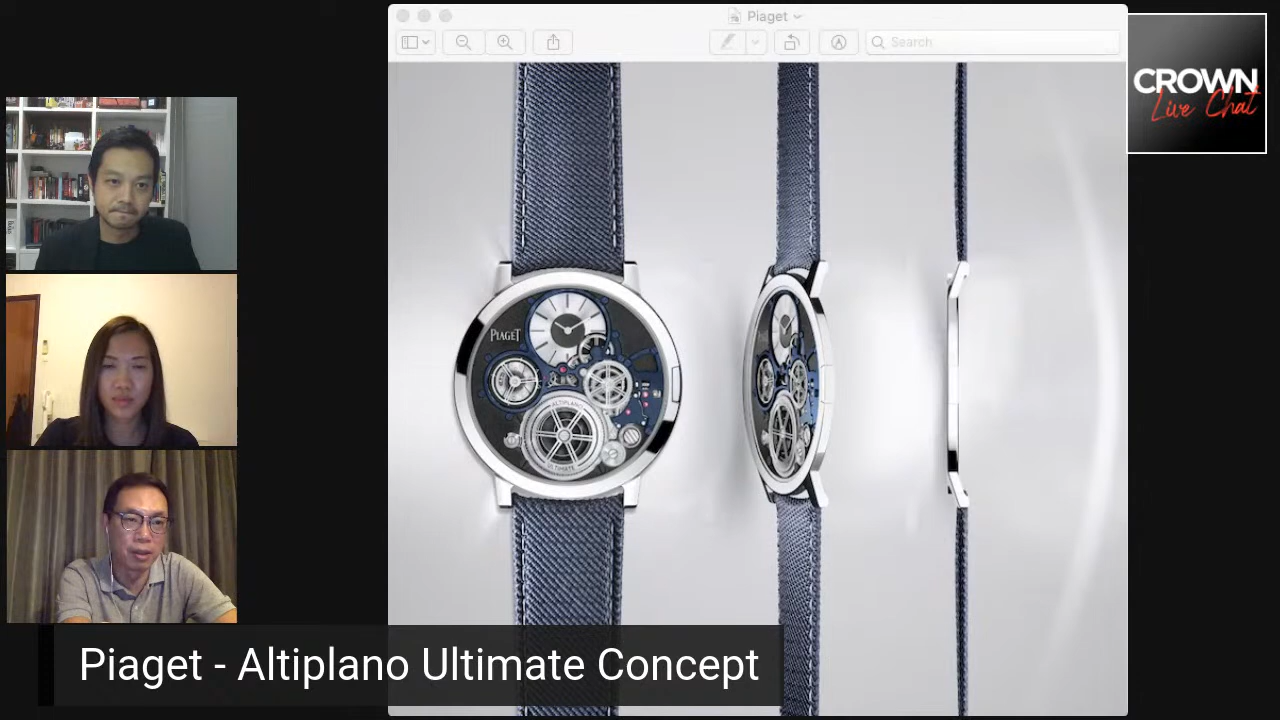 Piaget
Search
CROWN
Live Chat
PIAGET
ALTIPLANO
ULTIMATE
Piaget - Altiplano Ultimate Concept